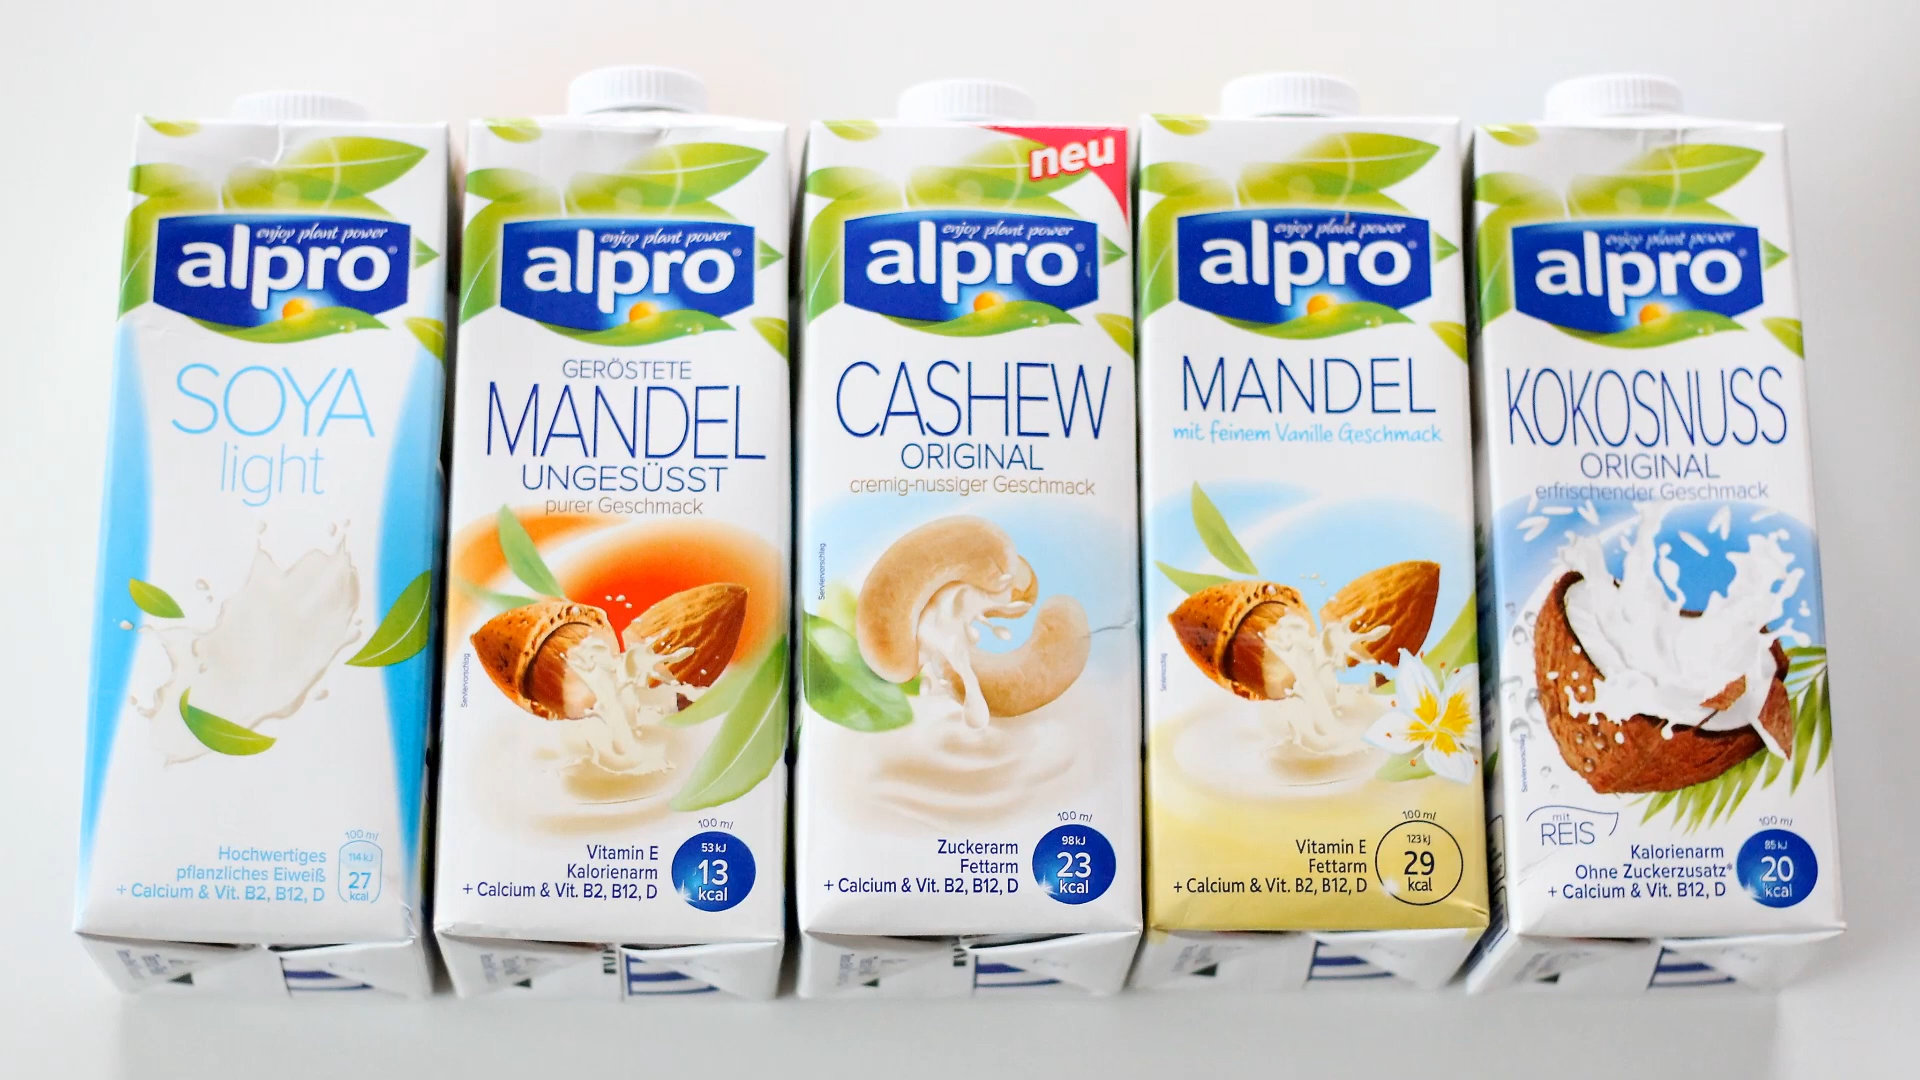 enjoy plant power
alpro
SOYA
light
100 ml
114 kJ
27
kcal
Hochwertiges
pflanzliches Eiweiß
+ Calcium & Vit. B2, B12, D
enjoy plant power
alpro
GERÖSTETE
MANDEL
UNGESÜSST
purer Geschmack
Serviervorschlag
100 ml
53 kJ
13
kcal
Vitamin E
Kalorienarm
+ Calcium & Vit. B2, B12, D
neu
enjoy plant power
alpro
CASHEW
ORIGINAL
cremig-nussiger Geschmack
Serviervorschlag
100 ml
98 kJ
23
kcal
Zuckerarm
Fettarm
+ Calcium & Vit. B2, B12, D
enjoy plant power
alpro
MANDEL
mit feinem Vanille Geschmack
100 ml
123 kJ
29
kcal
Vitamin E
Fettarm
+ Calcium & Vit. B2, B12, D
enjoy plant power
alpro
KOKOSNUSS
ORIGINAL
erfrischender Geschmack
mit
REIS
100 ml
85 kJ
20
kcal
Kalorienarm
Ohne Zuckerzusatz*
+ Calcium & Vit. B12, D